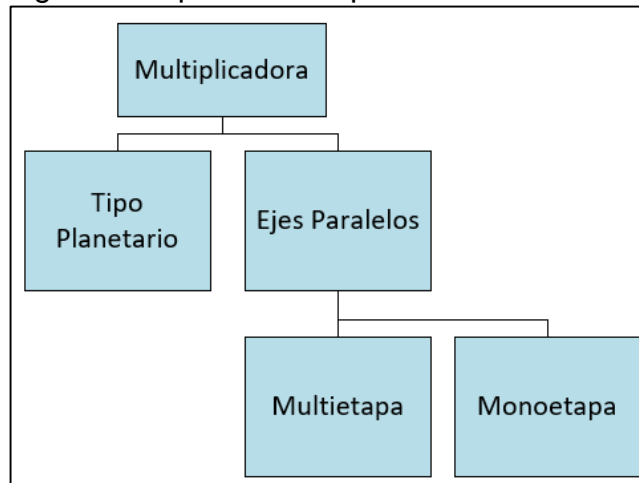 Multiplicadora
Tipo
Planetario
Ejes Paralelos
Multietapa
Monoetapa